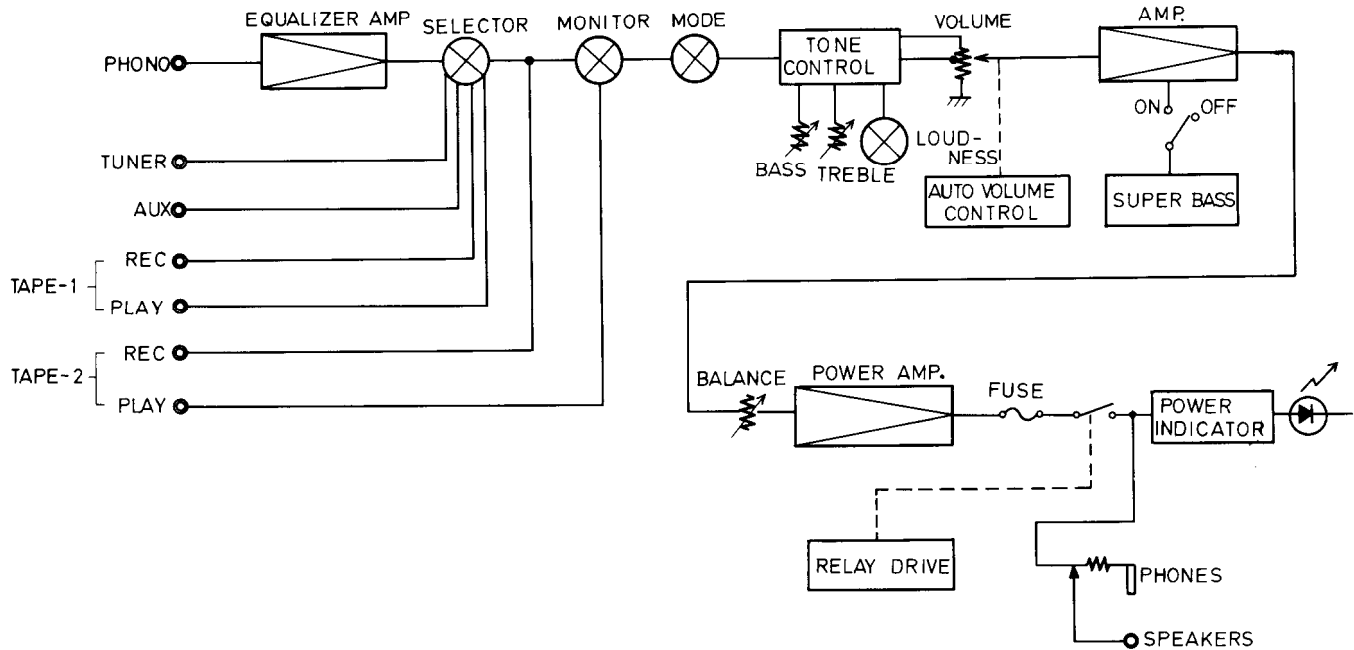 EQUALIZER AMP
SELECTOR
MONITOR
MODE
VOLUME
AMP.
PHONO
TONE
CONTROL
ON
OFF
BASS
TREBLE
LOUD-
NESS
TUNER
AUX
AUTO VOLUME
CONTROL
SUPER BASS
TAPE-1
REC
PLAY
TAPE-2
REC
PLAY
BALANCE
POWER AMP.
FUSE
POWER
INDICATOR
RELAY DRIVE
PHONES
SPEAKERS